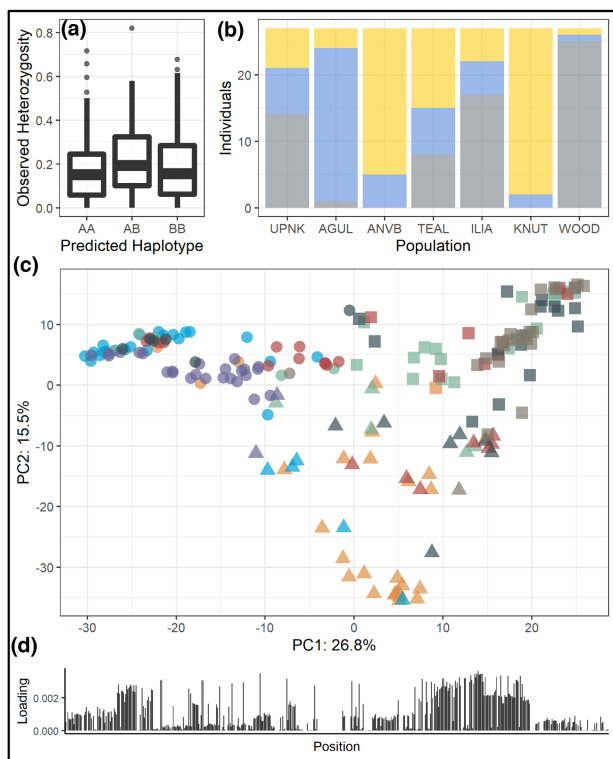 (a)
Observed Heterozygosity
0.8
0.6
0.4
0.2
0.0
AA AB BB
Predicted Haplotype
(b)
Individuals
20
10
0
UPNK AGUL ANVB TEAL ILIA KNUT WOOD
Population
(c)
PC2: 15.5%
10
0
-10
-20
-30
-30 -20 -10 0 10 20
PC1: 26.8%
(d)
Loading
0.002
0.000
Position